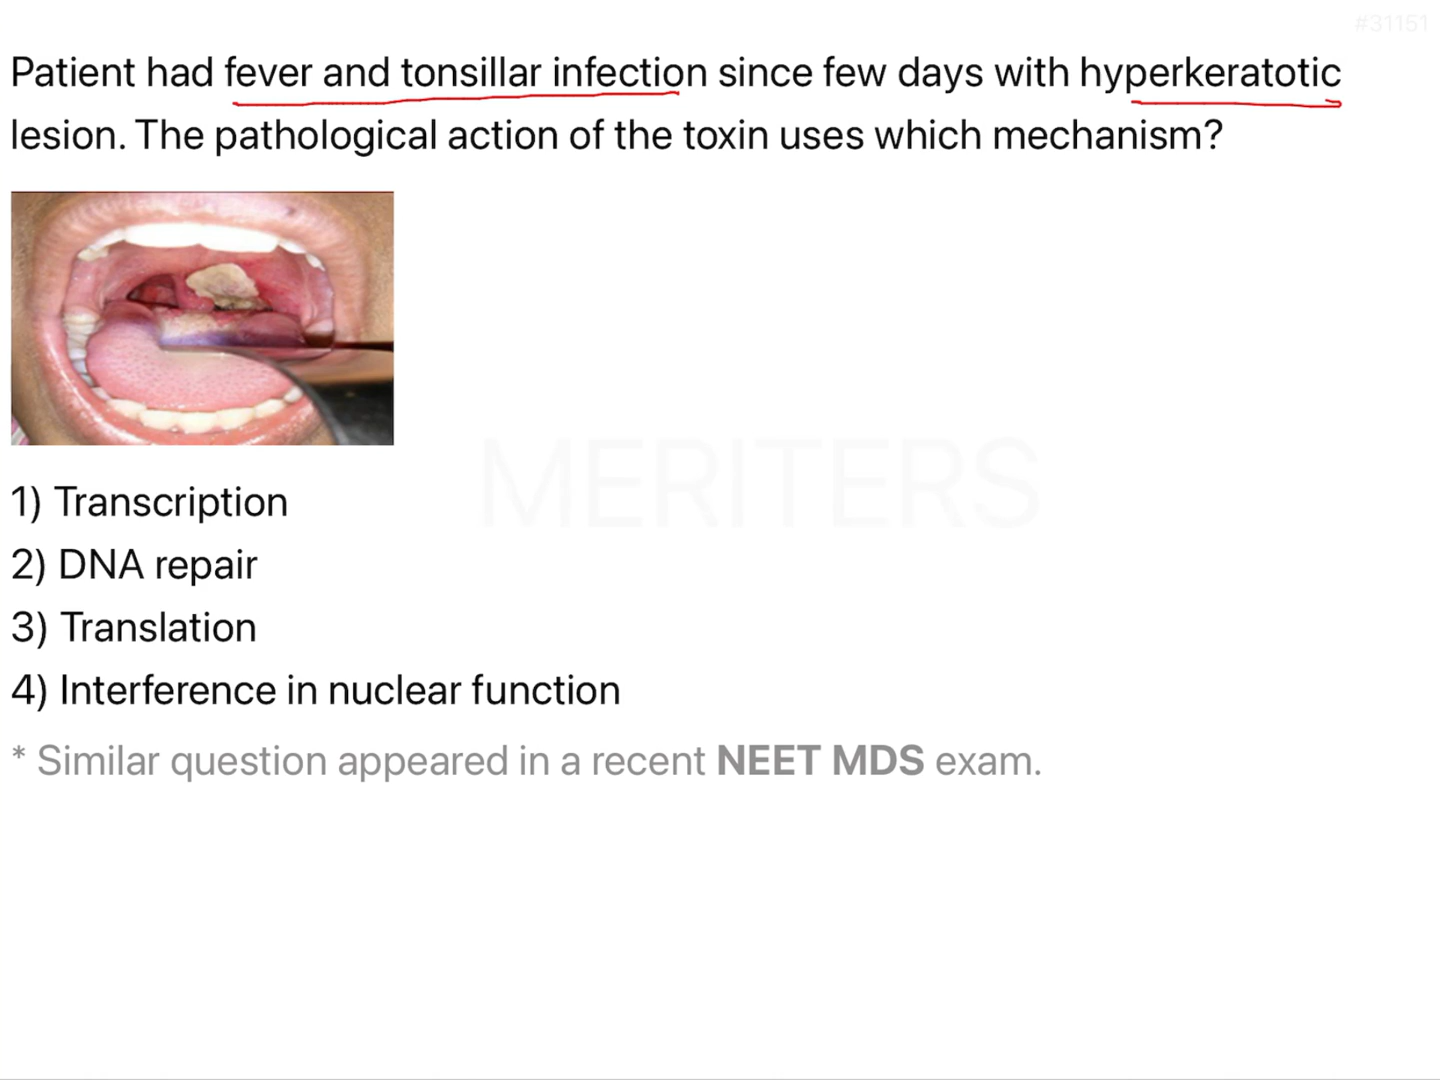 #31151
Patient had fever and tonsillar infection since few days with hyperkeratotic
lesion. The pathological action of the toxin uses which mechanism?
MERITERS
1) Transcription
2) DNA repair
3) Translation
4) Interference in nuclear function
* Similar question appeared in a recent NEET MDS exam.